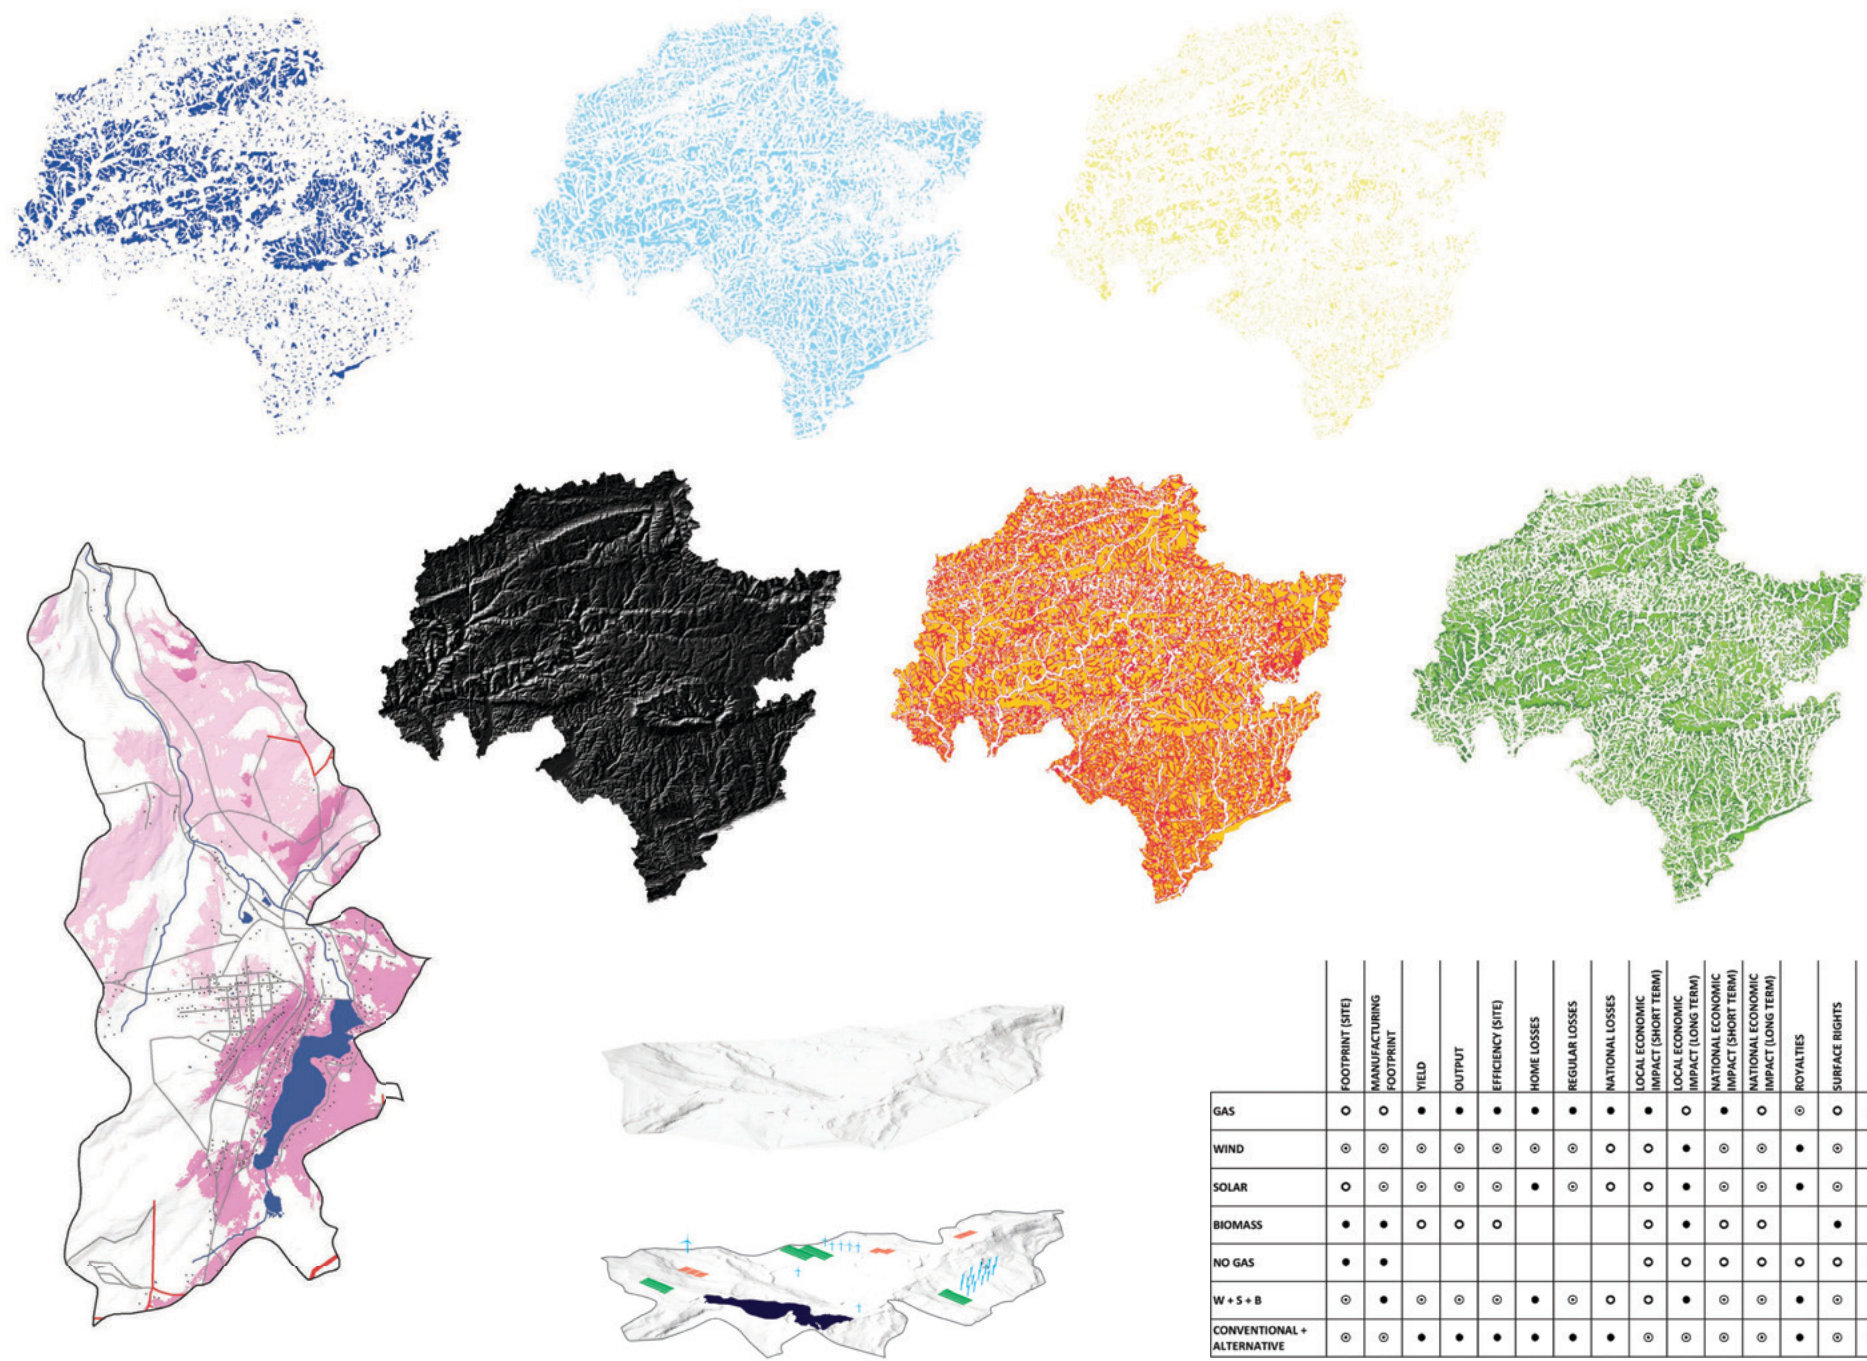 FOOTPRINT (SITE)
MANUFACTURING
FOOTPRINT
YIELD
OUTPUT
EFFICIENCY (SITE)
HOME LOSSES
REGULAR LOSSES
NATIONAL LOSSES
LOCAL ECONOMIC
IMPACT (SHORT TERM)
LOCAL ECONOMIC
IMPACT (LONG TERM)
NATIONAL ECONOMIC
IMPACT (SHORT TERM)
NATIONAL ECONOMIC
IMPACT (LONG TERM)
ROYALTIES
SURFACE RIGHTS
GAS
WIND
SOLAR
BIOMASS
NO GAS
W + S + B
CONVENTIONAL +
ALTERNATIVE